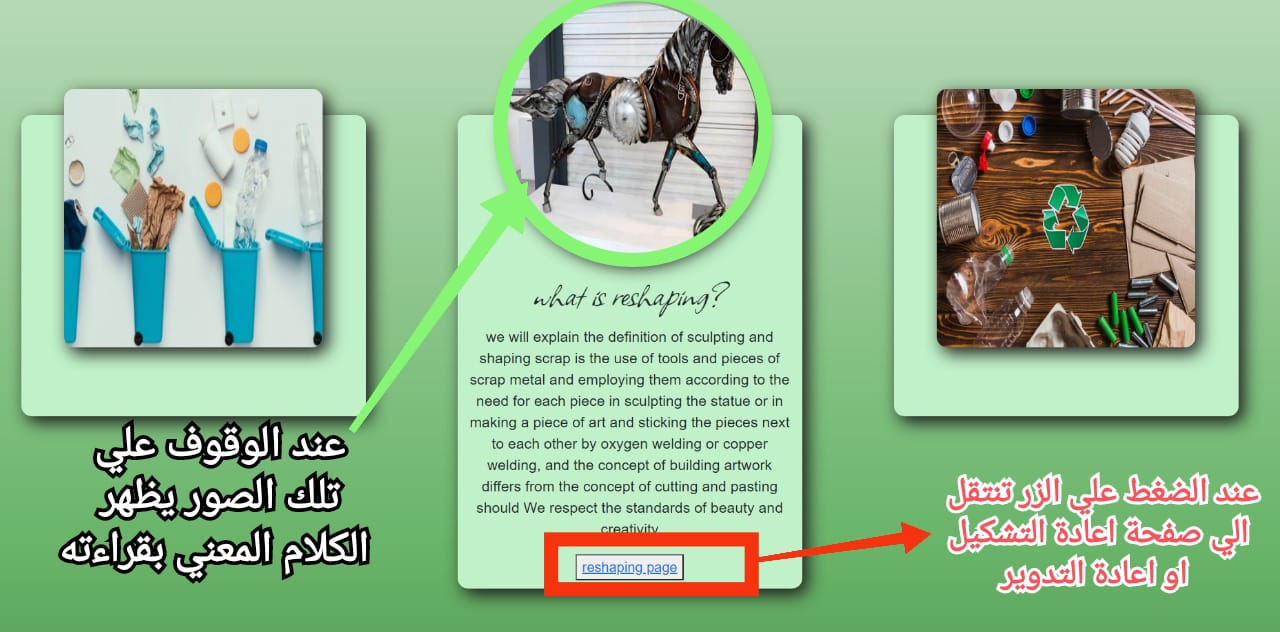 what is reshaping?
we will explain the definition of sculpting and
shaping scrap is the use of tools and pieces of
scrap metal and employing them according to the
need for each piece in sculpting the statue or in
making a piece of art and sticking the pieces next
to each other by oxygen welding or copper
welding, and the concept of building artwork
differs from the concept of cutting and pasting
should We respect the standards of beauty and
creativity
reshaping page
عند الوقوف علي
تلك الصور يظهر
الكلام المعني بقراءته
عند الضغط علي الزر تنتقل
الي صفحة اعادة التشكيل
او اعادة التدوير